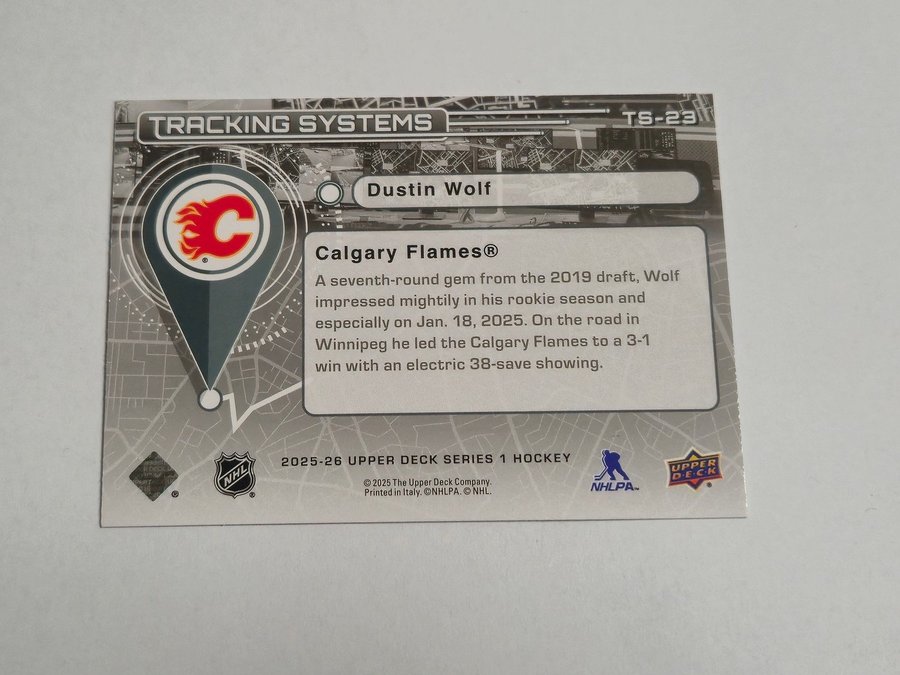 TRACKING SYSTEMS
TS-23
Dustin Wolf
C
®
Calgary Flames®
A seventh-round gem from the 2019 draft, Wolf
impressed mightily in his rookie season and
especially on Jan. 18, 2025. On the road in
Winnipeg he led the Calgary Flames to a 3-1
win with an electric 38-save showing.
®
NHL
®
2025-26 UPPER DECK SERIES 1 HOCKEY
© 2025 The Upper Deck Company.
Printed in Italy. ©NHLPA. © NHL.
NHLPA™
UPPER
DECK
®